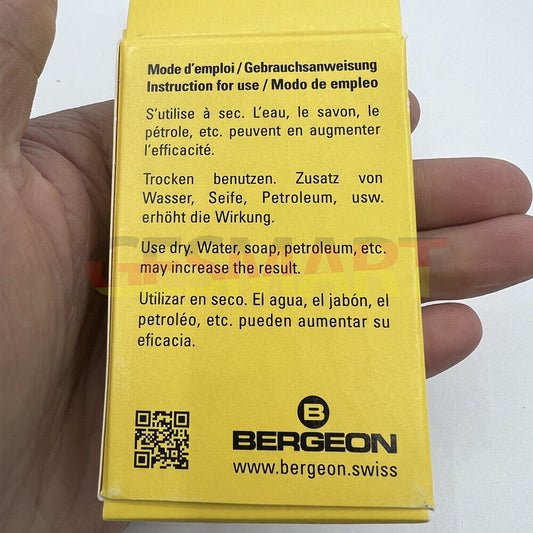 Mode d'emploi / Gebrauchsanweisung
Instruction for use / Modo de empleo
S'utilise à sec. L'eau, le savon, le
pétrole, etc. peuvent en augmenter
l'efficacité.
Trocken benutzen. Zusatz von
Wasser, Seife, Petroleum, usw.
erhöht die Wirkung.
Use dry. Water, soap, petroleum, etc.
may increase the result.
Utilizar en seco. El agua, el jabón, el
petroléo, etc. pueden aumentar su
eficacia.
B
BERGEON
www.bergeon.swiss